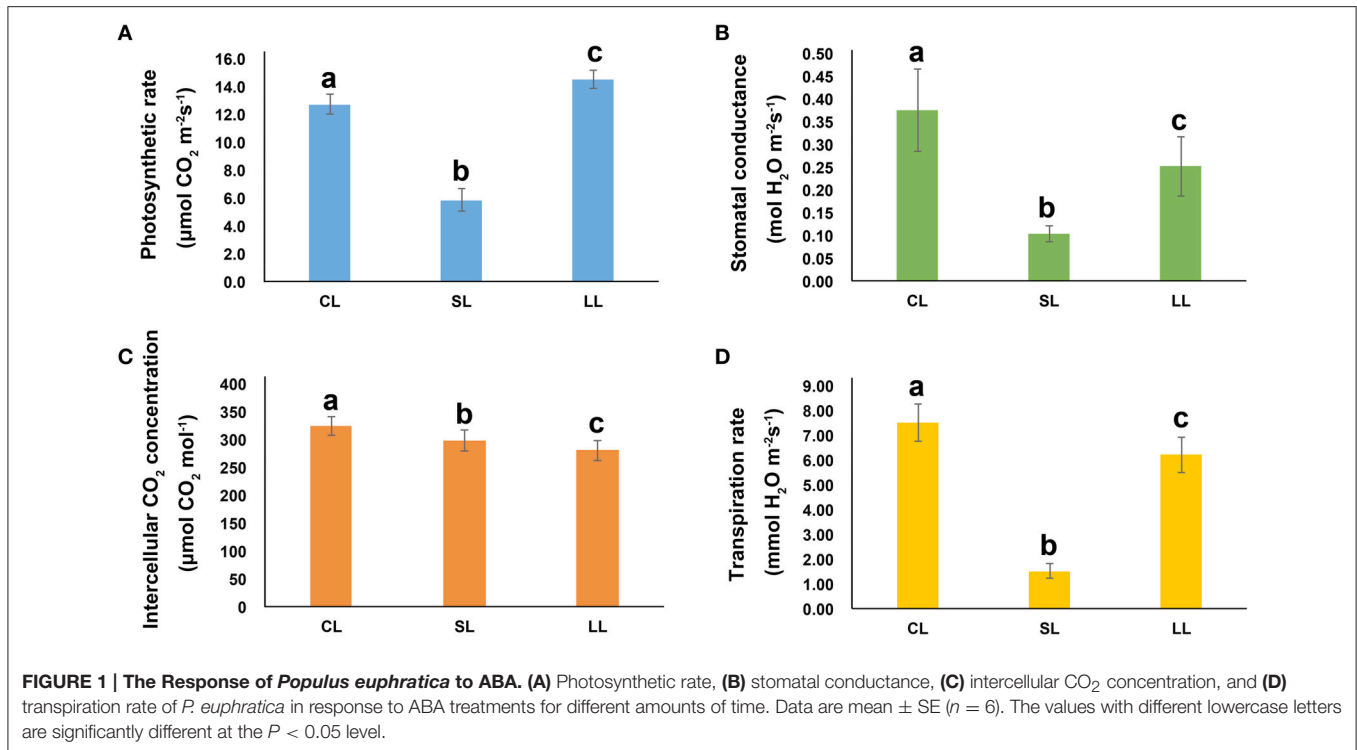 A
Photosynthetic rate
(µmol CO₂ m⁻²s⁻¹)
16.0
14.0
12.0
10.0
8.0
6.0
4.0
2.0
0.0
a
b
c
CL
SL
LL
B
Stomatal conductance
(mol H₂O m⁻²s⁻¹)
0.50
0.45
0.40
0.35
0.30
0.25
0.20
0.15
0.10
0.05
0.00
a
b
c
CL
SL
LL
C
Intercellular CO₂ concentration
(µmol CO₂ mol⁻¹)
400
350
300
250
200
150
100
50
0
a
b
c
CL
SL
LL
D
Transpiration rate
(mmol H₂O m⁻²s⁻¹)
9.00
8.00
7.00
6.00
5.00
4.00
3.00
2.00
1.00
0.00
a
b
c
CL
SL
LL
FIGURE 1 | The Response of Populus euphratica to ABA. (A) Photosynthetic rate, (B) stomatal conductance, (C) intercellular CO₂ concentration, and (D)
transpiration rate of P. euphratica in response to ABA treatments for different amounts of time. Data are mean ± SE (n = 6). The values with different lowercase letters
are significantly different at the P < 0.05 level.